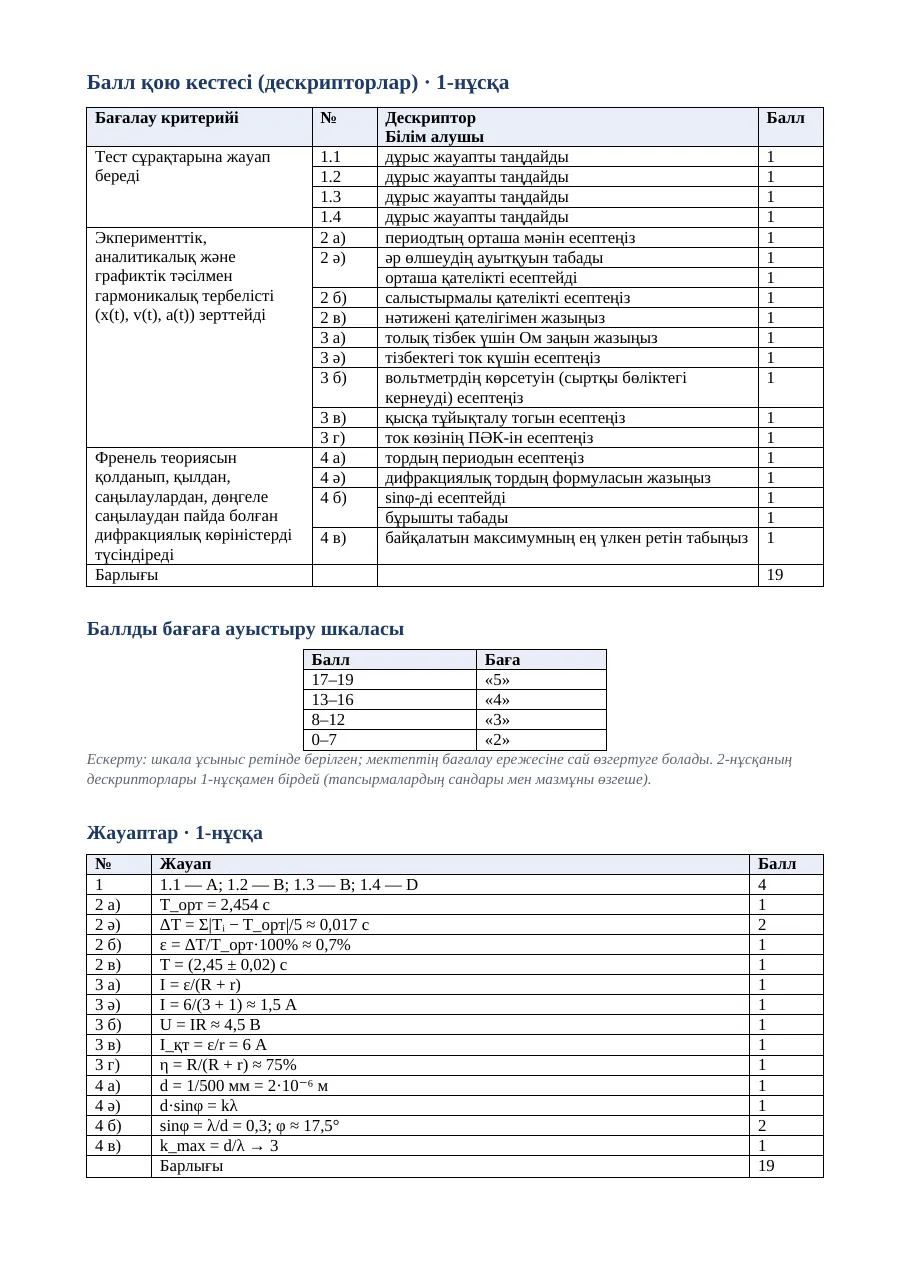 Балл қою кестесі (дескрипторлар) · 1-нұсқа
Бағалау критерийі № Дескриптор Балл
Білім алушы
Тест сұрақтарына жауап 1.1 дұрыс жауапты таңдайды 1
береді 1.2 дұрыс жауапты таңдайды 1
1.3 дұрыс жауапты таңдайды 1
1.4 дұрыс жауапты таңдайды 1
Экперименттік, 2 а) периодтың орташа мәнін есептеңіз 1
аналитикалық және 2 ә) әр өлшеудің ауытқуын табады 1
графиктік тәсілмен орташа қателікті есептейді 1
гармоникалық тербелісті 2 б) салыстырмалы қателікті есептеңіз 1
(x(t), v(t), a(t)) зерттейді 2 в) нәтижені қателігімен жазыңыз 1
3 а) толық тізбек үшін Ом заңын жазыңыз 1
3 ә) тізбектегі ток күшін есептеңіз 1
3 б) вольтметрдің көрсетуін (сыртқы бөліктегі 1
кернеуді) есептеңіз
3 в) қысқа тұйықталу тогын есептеңіз 1
3 г) ток көзінің ПӘК-ін есептеңіз 1
Френель теориясын 4 а) тордың периодын есептеңіз 1
қолданып, қылдан, 4 ә) дифракциялық тордың формуласын жазыңыз 1
саңылаулардан, дөңгеле 4 б) sinφ-ді есептейді 1
саңылаудан пайда болған бұрышты табады 1
дифракциялық көріністерді 4 в) байқалатын максимумның ең үлкен ретін табыңыз 1
түсіндіреді
Барлығы 19
Баллды бағаға ауыстыру шкаласы
Балл Баға
17–19 «5»
13–16 «4»
8–12 «3»
0–7 «2»
Ескерту: шкала ұсыныс ретінде берілген; мектептің бағалау ережесіне сай өзгертуге болады. 2-нұсқаның
дескрипторлары 1-нұсқамен бірдей (тапсырмалардың сандары мен мазмұны өзгеше).
Жауаптар · 1-нұсқа
№ Жауап Балл
1 1.1 — A; 1.2 — B; 1.3 — B; 1.4 — D 4
2 а) T_орт = 2,454 с 1
2 ә) ΔT = Σ|Tᵢ − T_орт|/5 ≈ 0,017 с 2
2 б) ε = ΔT/T_орт·100% ≈ 0,7% 1
2 в) T = (2,45 ± 0,02) с 1
3 а) I = ε/(R + r) 1
3 ә) I = 6/(3 + 1) ≈ 1,5 А 1
3 б) U = IR ≈ 4,5 В 1
3 в) I_қт = ε/r = 6 А 1
3 г) η = R/(R + r) ≈ 75% 1
4 а) d = 1/500 мм = 2·10⁻⁶ м 1
4 ә) d·sinφ = kλ 1
4 б) sinφ = λ/d = 0,3; φ ≈ 17,5° 2
4 в) k_max = d/λ → 3 1
Барлығы 19